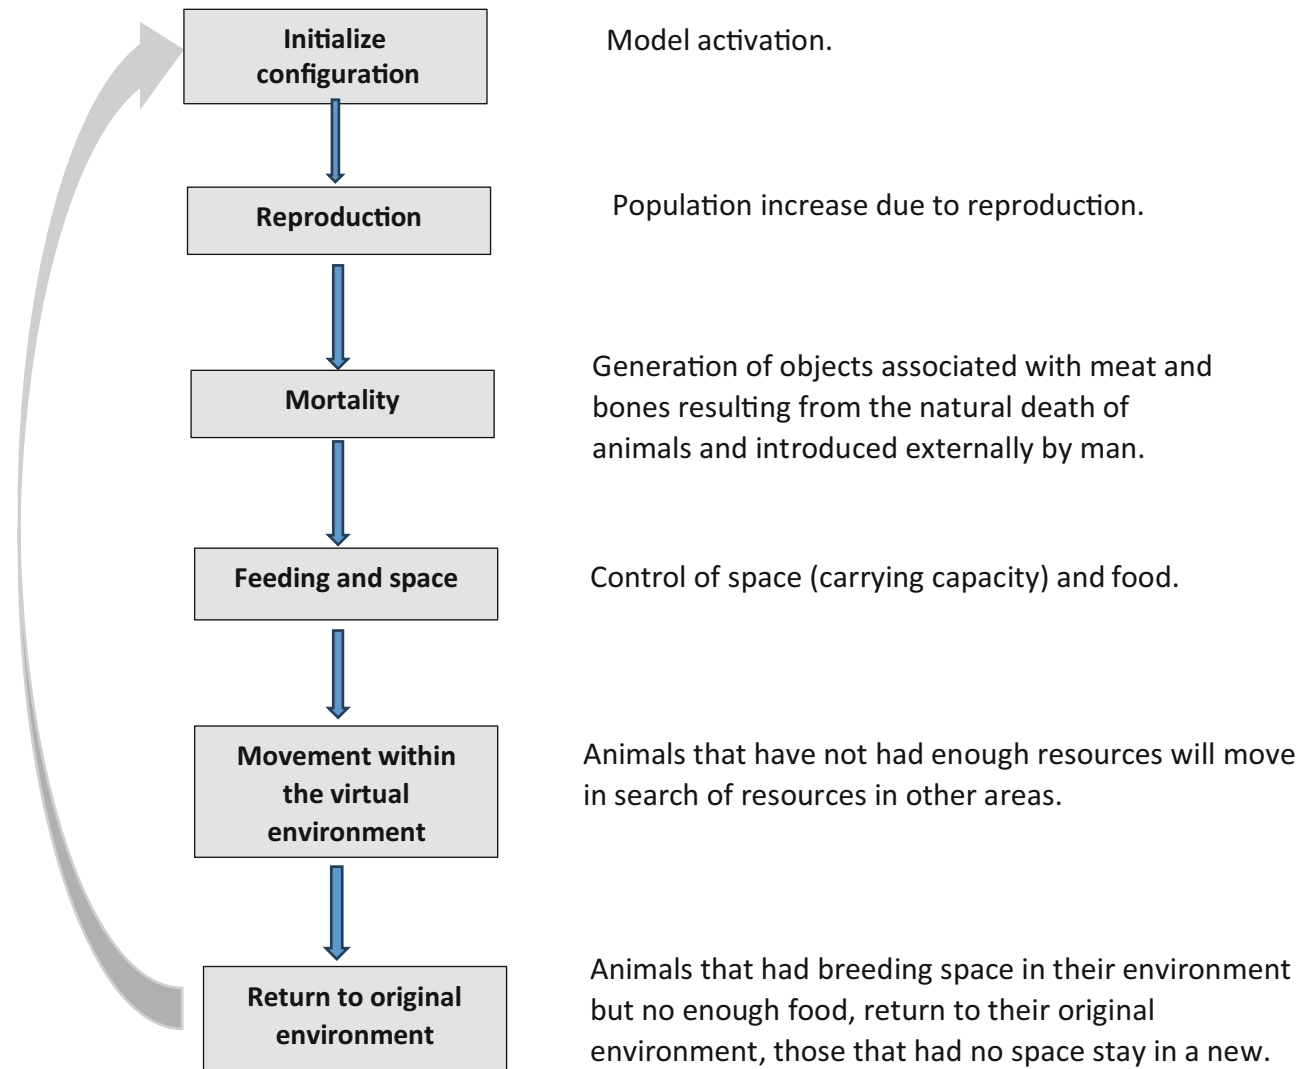 Initialize
configuration
Model activation.
Reproduction
Population increase due to reproduction.
Mortality
Generation of objects associated with meat and
bones resulting from the natural death of
animals and introduced externally by man.
Feeding and space
Control of space (carrying capacity) and food.
Movement within
the virtual
environment
Animals that have not had enough resources will move
in search of resources in other areas.
Return to original
environment
Animals that had breeding space in their environment
but no enough food, return to their original
environment, those that had no space stay in a new.